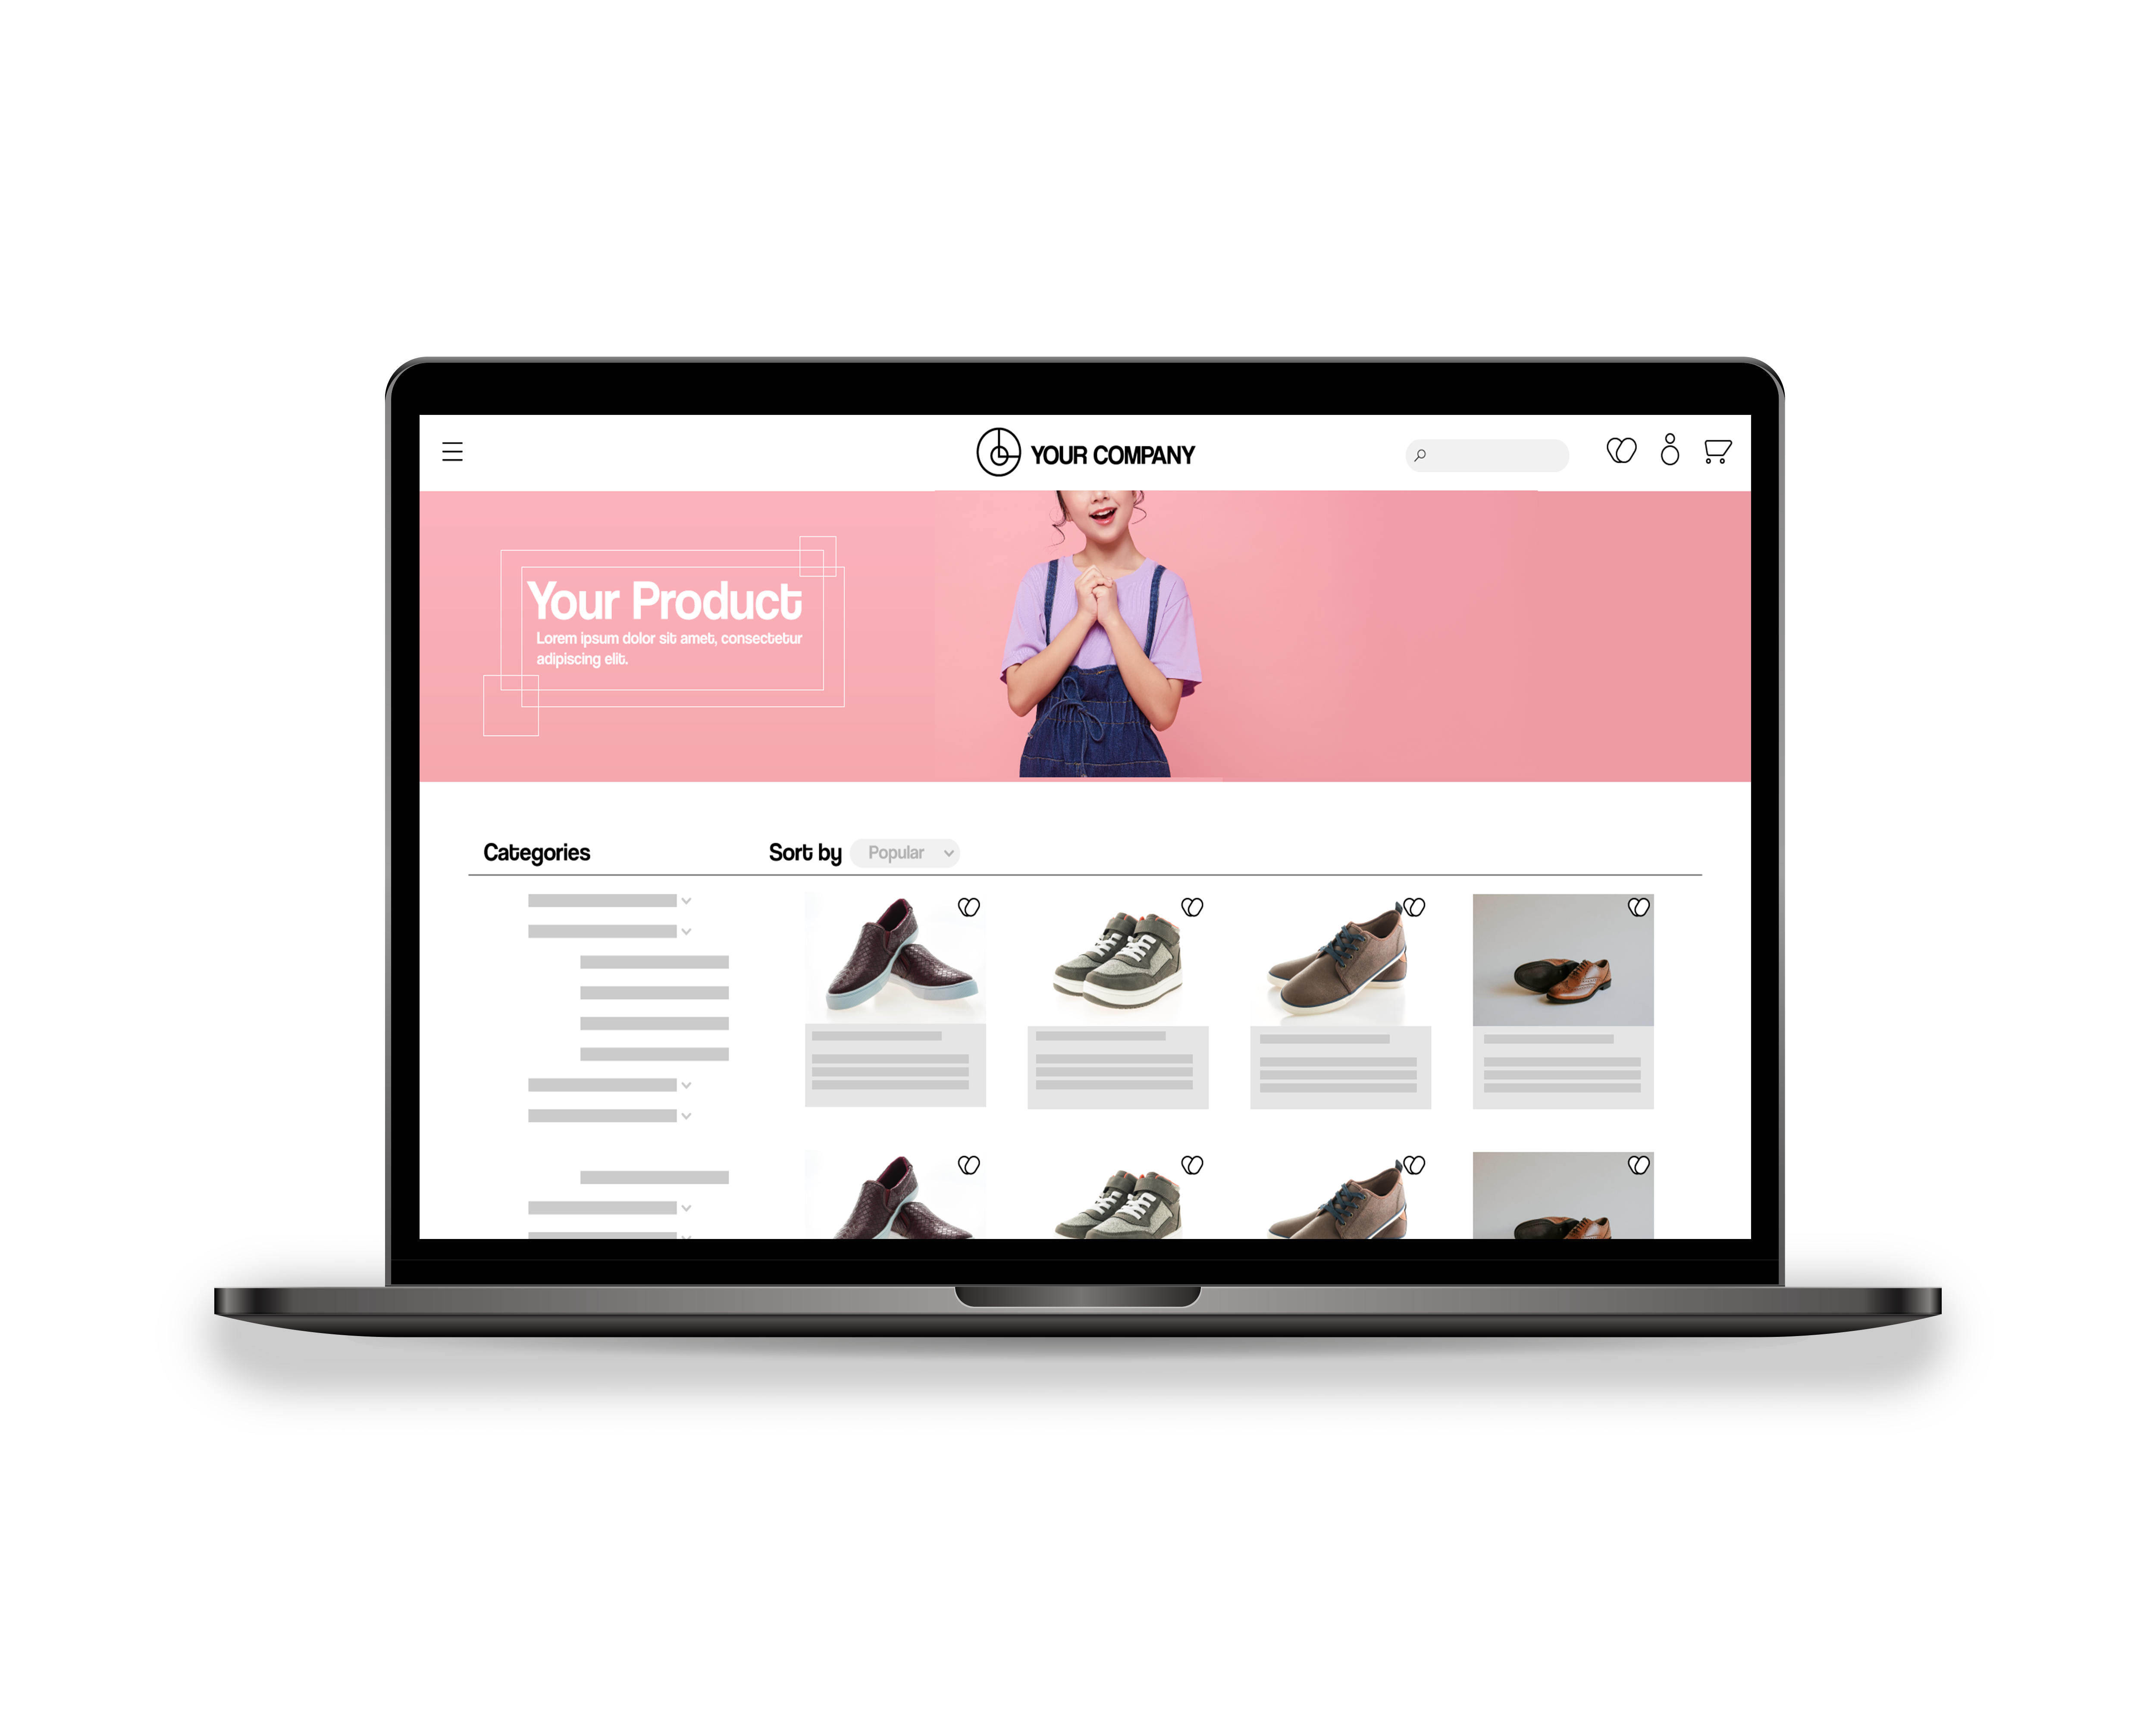 YOUR COMPANY
Your Product
Lorem ipsum dolor sit amet, consectetur
adipiscing elit.
Categories
Sort by
Popular